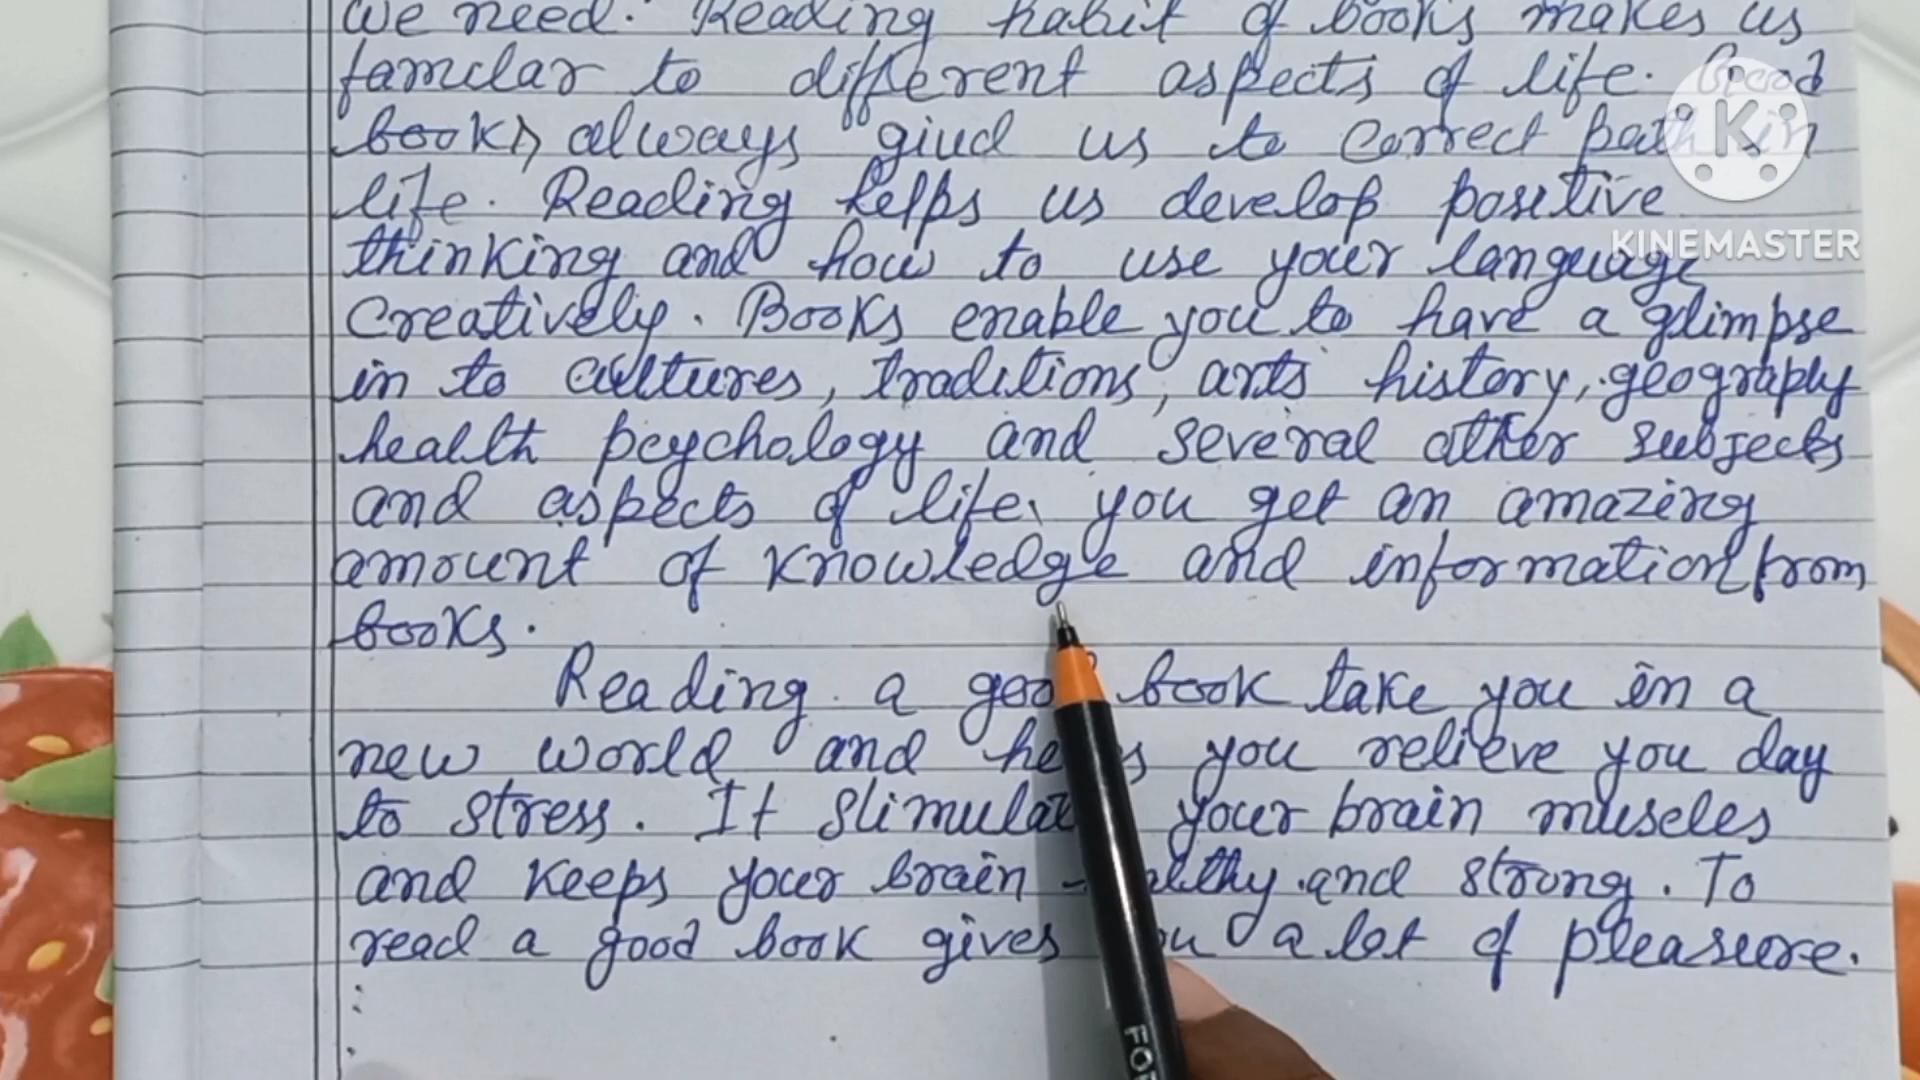 we need. Reading habit of books makes us
familar to different aspects of life. Good
books, always giud us to correct path in
life. Reading helps us develop positive
thinking and how to use your language
KINEMASTER
creatively. Books enable you to have a glimpse
in to cultures, traditions, arts history, geography
health pcychology and several other subjects
and aspects of life, you get an amazing
amount of knowledge and information from
books.
Reading a good book take you in a
new world and helps you relieve you day
to stress. It stimulat your brain muscles
and keeps your brain and strong. To
read a good book gives a lot of pleasure.
FOR